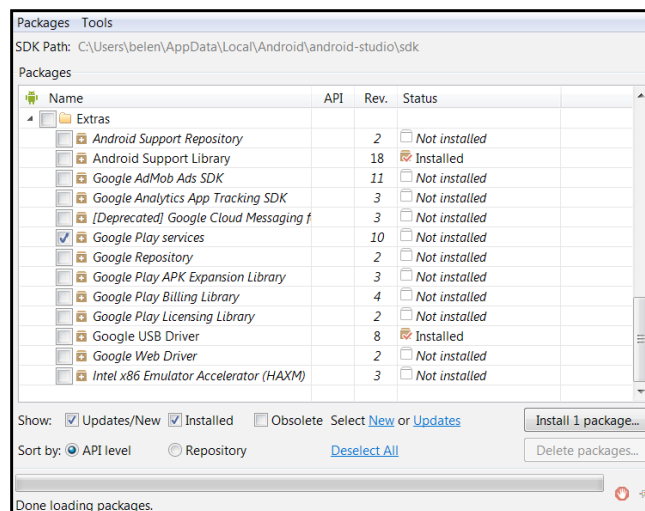 Packages Tools
SDK Path: C:\Users\belen\AppData\Local\Android\android-studio\sdk
Packages
Name API Rev. Status
Extras
Android Support Repository 2 Not installed
Android Support Library 18 Installed
Google AdMob Ads SDK 11 Not installed
Google Analytics App Tracking SDK 3 Not installed
[Deprecated] Google Cloud Messaging f 3 Not installed
Google Play services 10 Not installed
Google Repository 2 Not installed
Google Play APK Expansion Library 3 Not installed
Google Play Billing Library 4 Not installed
Google Play Licensing Library 2 Not installed
Google USB Driver 8 Installed
Google Web Driver 2 Not installed
Intel x86 Emulator Accelerator (HAXM) 3 Not installed
Show: Updates/New Installed Obsolete Select New or Updates Install 1 package...
Sort by: API level Repository Deselect All Delete packages...
Done loading packages.